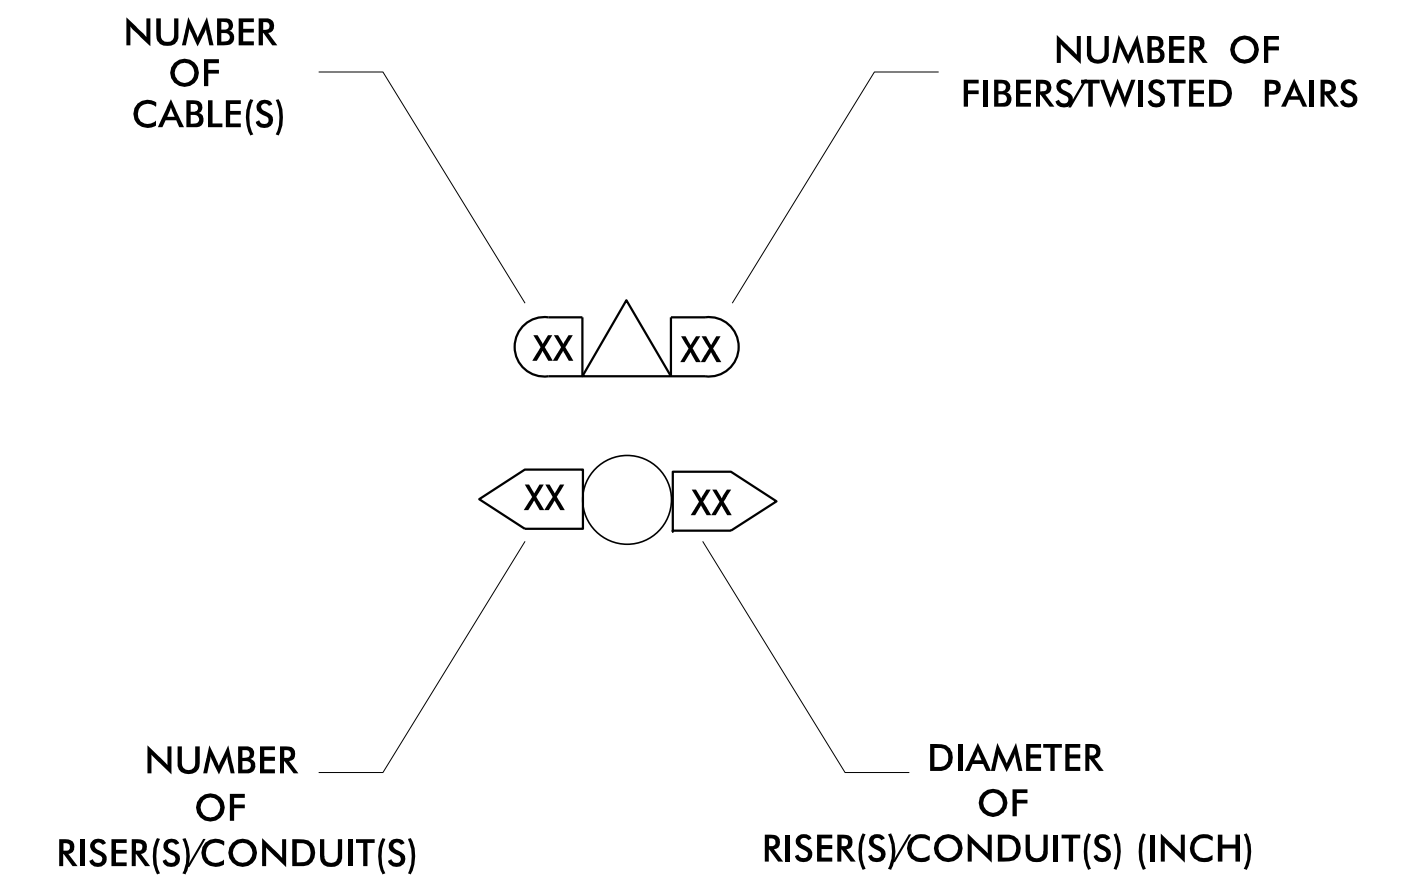 NUMBER
OF
CABLE(S)
NUMBER OF
FIBERS/TWISTED PAIRS
XX
XX
XX
XX
NUMBER
OF
RISER(S)/CONDUIT(S)
DIAMETER
OF
RISER(S)/CONDUIT(S) (INCH)